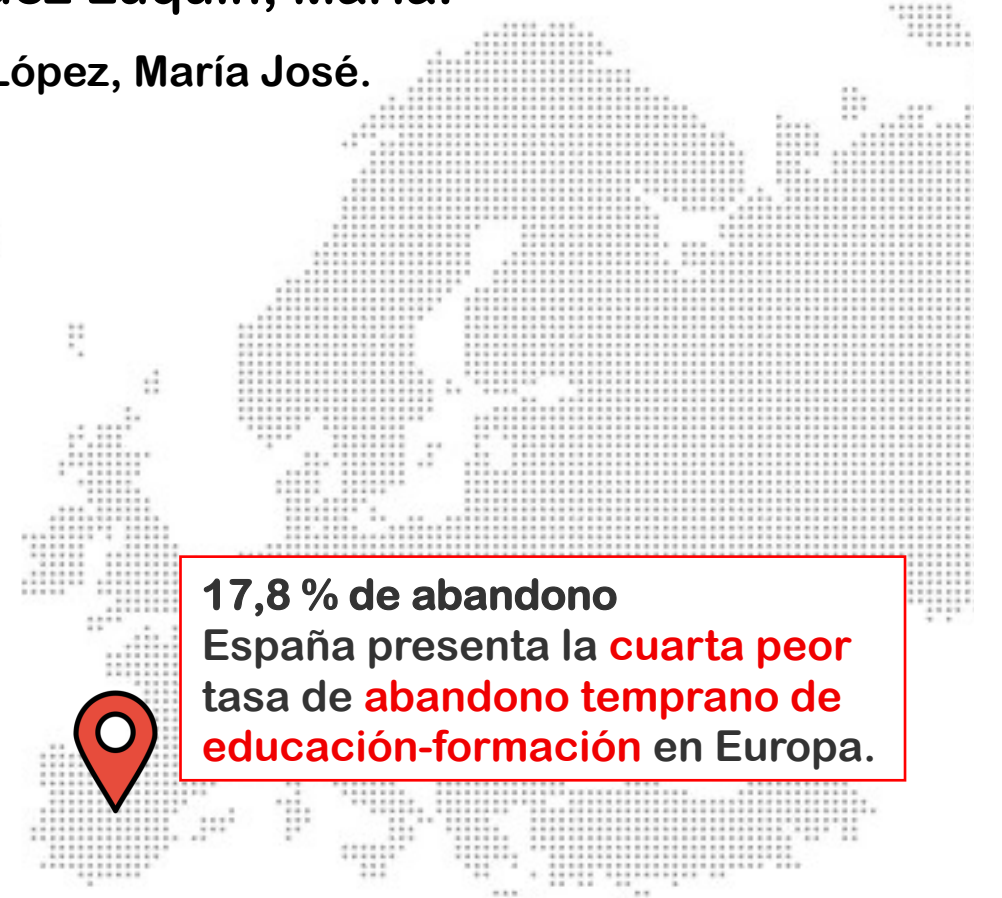 María.
López, María José.
17,8 % de abandono
España presenta la cuarta peor
tasa de abandono temprano de
educación-formación en Europa.